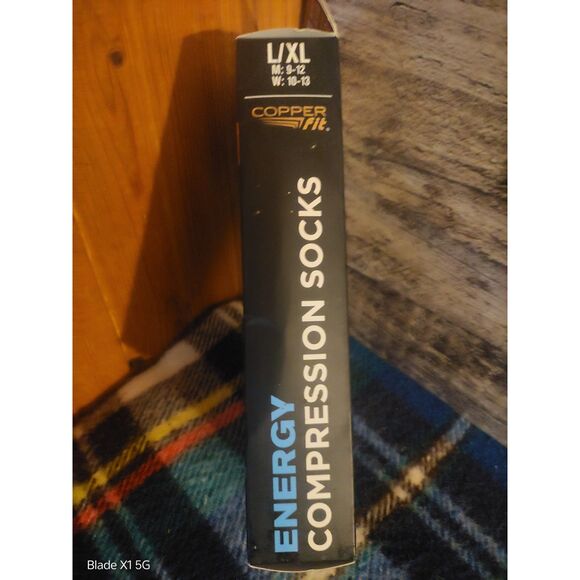 L/XL
M: 9-12
W: 10-13
COPPER
Fit®
ENERGY
COMPRESSION SOCKS
Blade X1 5G